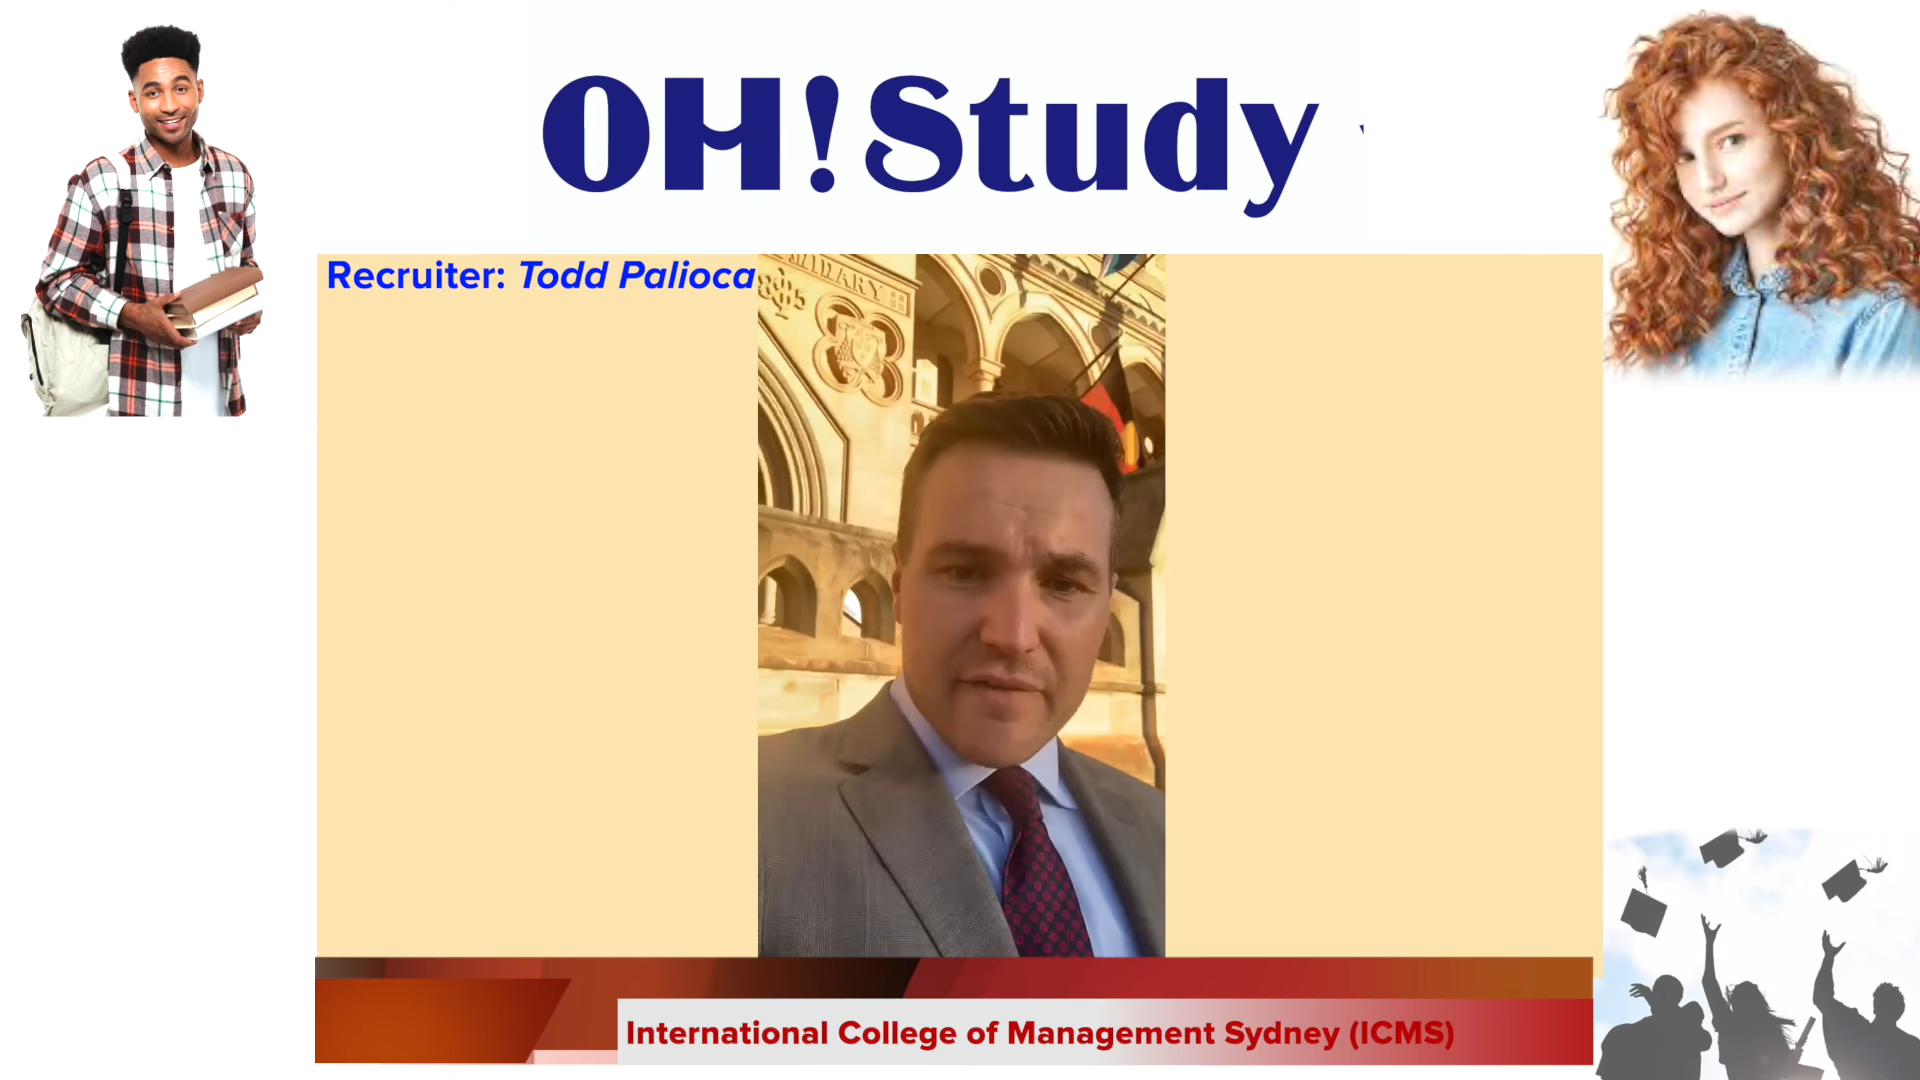 OH!Study
Recruiter: Todd Palioca
International College of Management Sydney (ICMS)